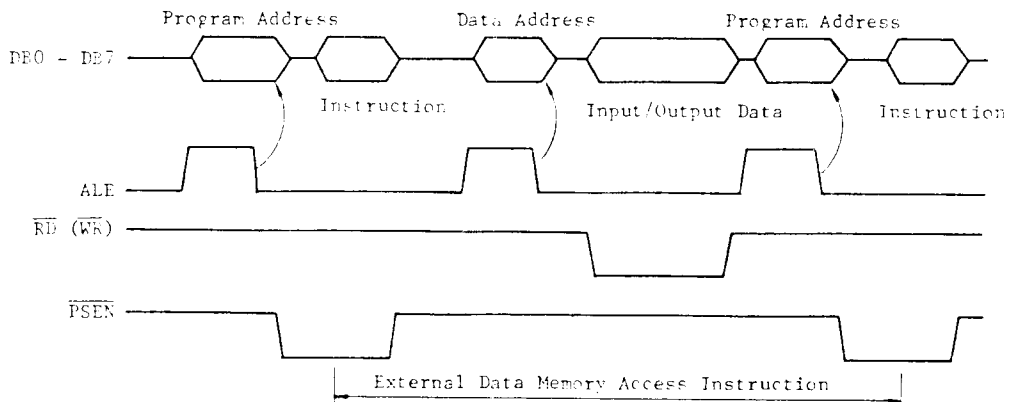 Program Address Data Address Program Address
DB0 - DB7
Instruction Input/Output Data Instruction
ALE
RD (WR)
PSEN
External Data Memory Access Instruction